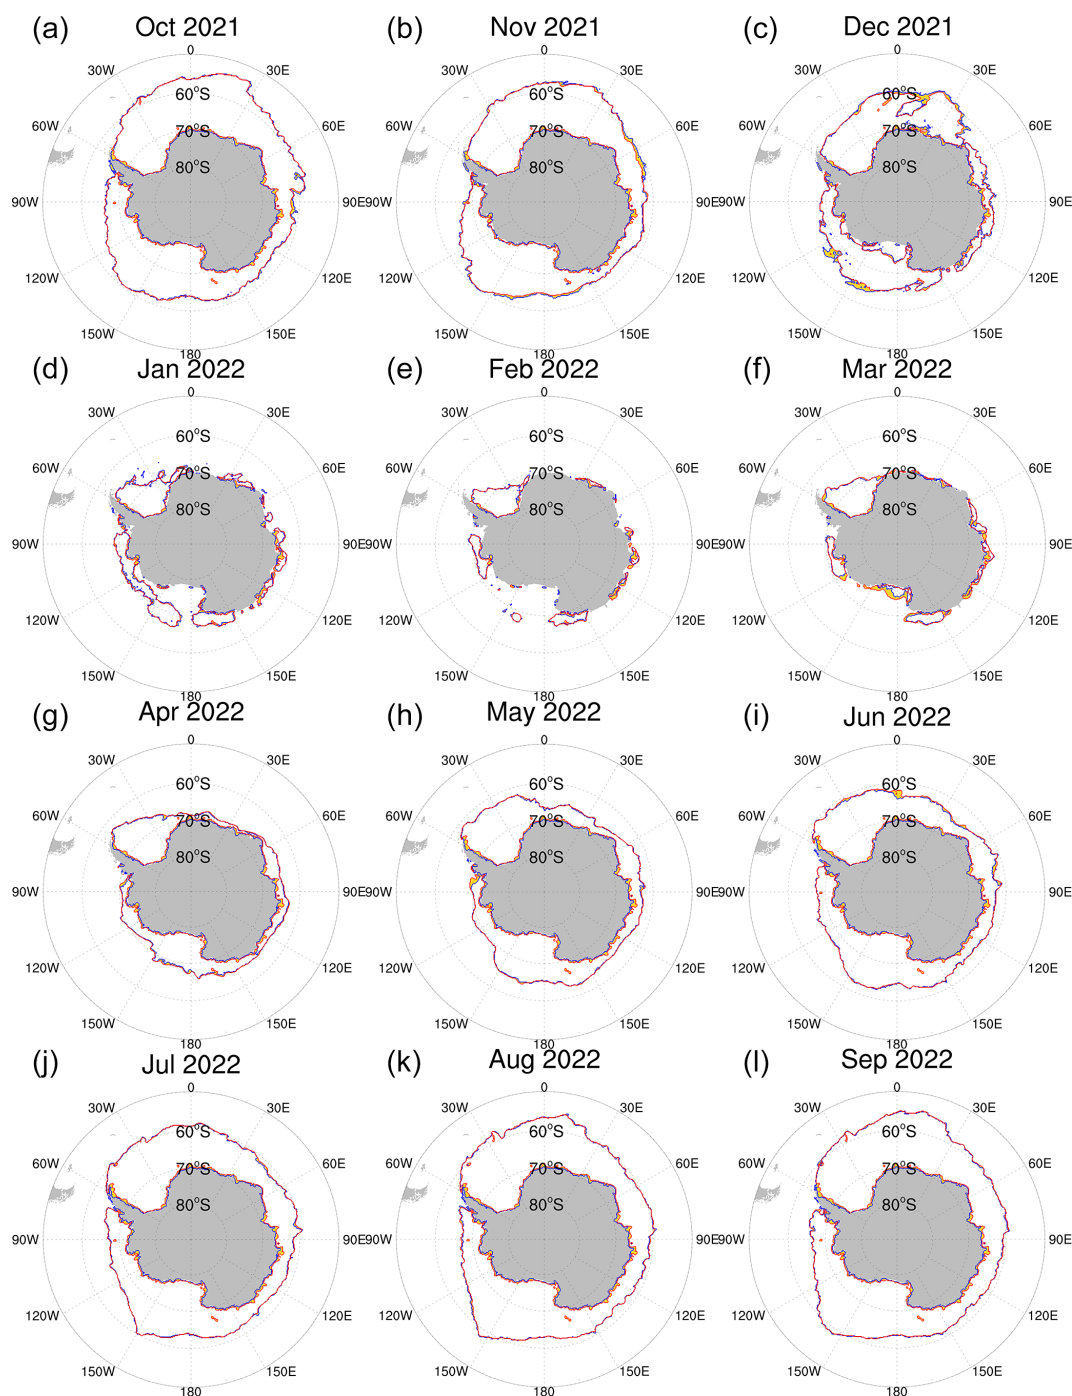 (a) Oct 2021
0
30W 30E
60°S
60W 60E
70°S
80°S
90W 90E
120W 120E
150W 150E
180
(b) Nov 2021
0
30W 30E
60°S
60W 60E
70°S
80°S
90W 90E
120W 120E
150W 150E
180
(c) Dec 2021
0
30W 30E
60°S
60W 60E
70°S
80°S
90W 90E
120W 120E
150W 150E
180
(d) Jan 2022
0
30W 30E
60°S
60W 60E
70°S
80°S
90W 90E
120W 120E
150W 150E
180
(e) Feb 2022
0
30W 30E
60°S
60W 60E
70°S
80°S
90W 90E
120W 120E
150W 150E
180
(f) Mar 2022
0
30W 30E
60°S
60W 60E
70°S
80°S
90W 90E
120W 120E
150W 150E
180
(g) Apr 2022
0
30W 30E
60°S
60W 60E
70°S
80°S
90W 90E
120W 120E
150W 150E
180
(h) May 2022
0
30W 30E
60°S
60W 60E
70°S
80°S
90W 90E
120W 120E
150W 150E
180
(i) Jun 2022
0
30W 30E
60°S
60W 60E
70°S
80°S
90W 90E
120W 120E
150W 150E
180
(j) Jul 2022
0
30W 30E
60°S
60W 60E
70°S
80°S
90W 90E
120W 120E
150W 150E
180
(k) Aug 2022
0
30W 30E
60°S
60W 60E
70°S
80°S
90W 90E
120W 120E
150W 150E
180
(l) Sep 2022
0
30W 30E
60°S
60W 60E
70°S
80°S
90W 90E
120W 120E
150W 150E
180